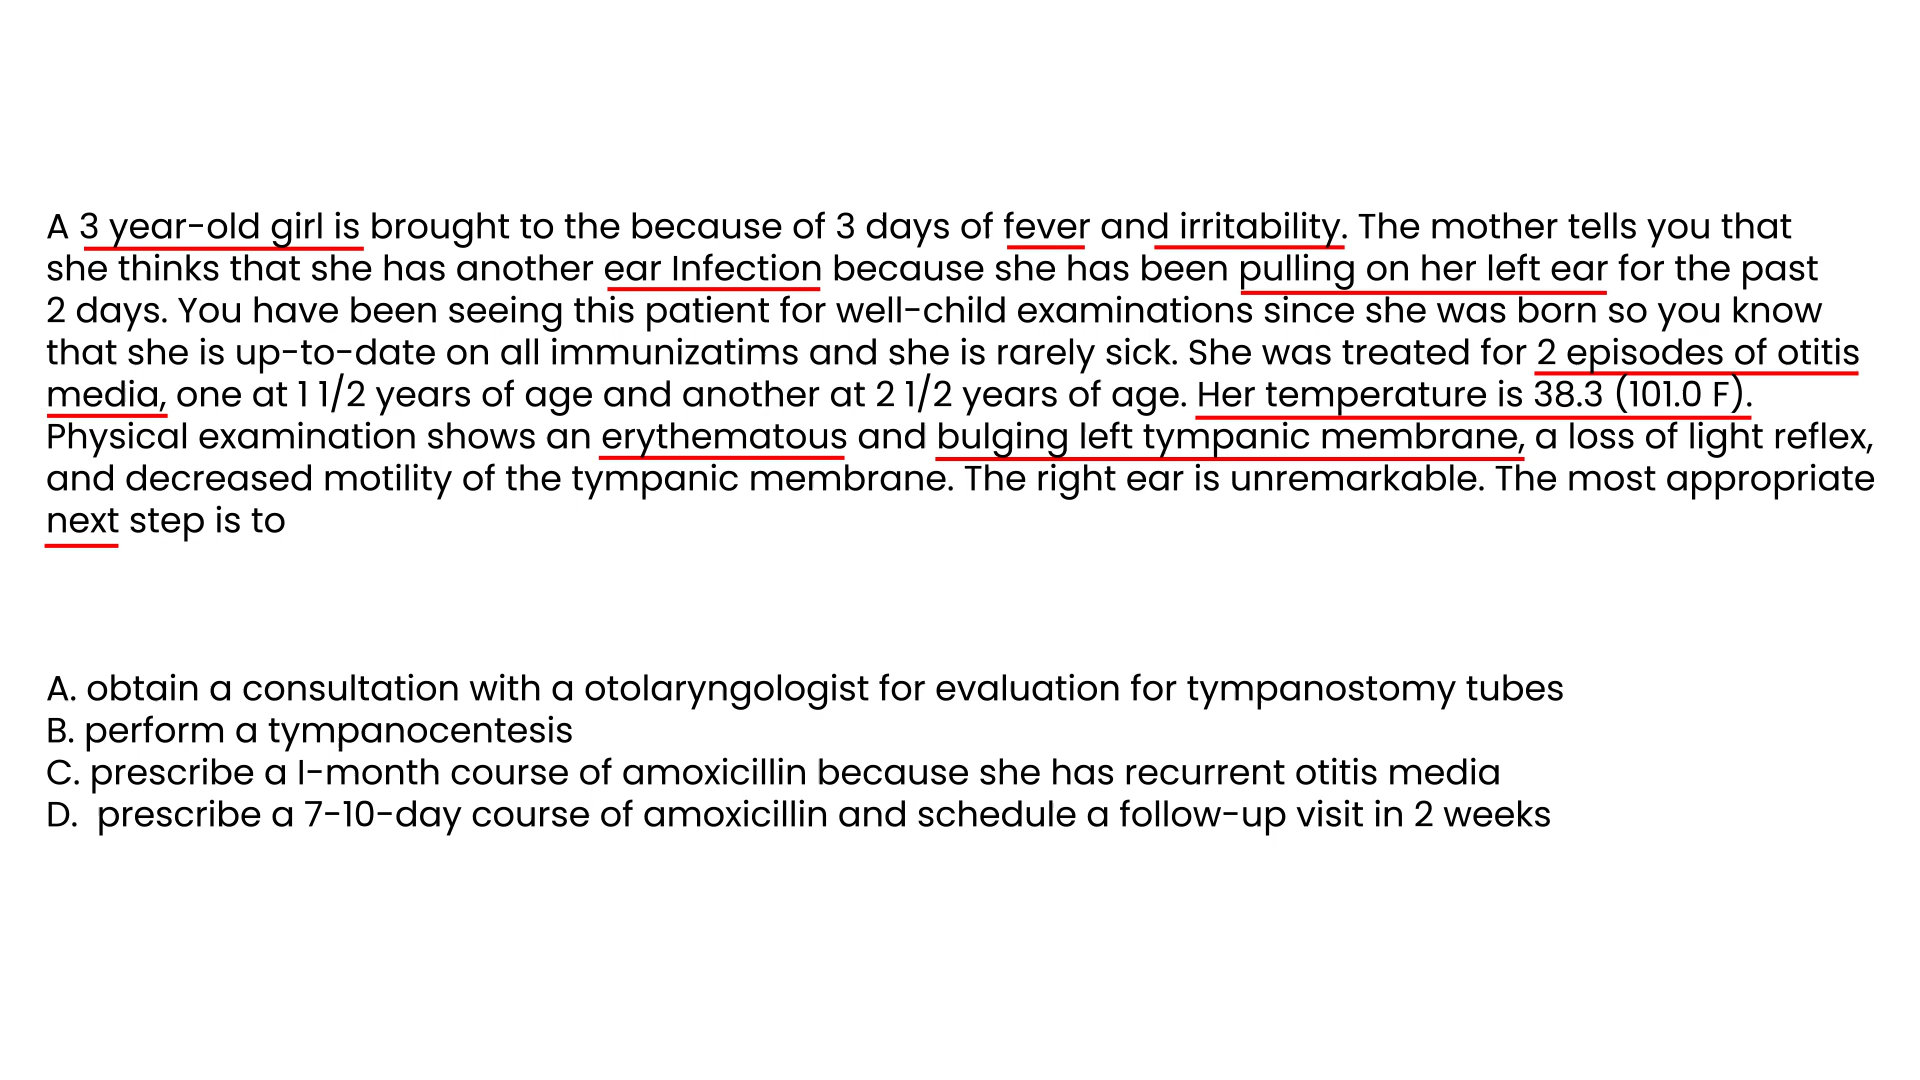 A 3 year-old girl is brought to the because of 3 days of fever and irritability. The mother tells you that
she thinks that she has another ear Infection because she has been pulling on her left ear for the past
2 days. You have been seeing this patient for well-child examinations since she was born so you know
that she is up-to-date on all immunizatims and she is rarely sick. She was treated for 2 episodes of otitis
media, one at 1 1/2 years of age and another at 2 1/2 years of age. Her temperature is 38.3 (101.0 F).
Physical examination shows an erythematous and bulging left tympanic membrane, a loss of light reflex,
and decreased motility of the tympanic membrane. The right ear is unremarkable. The most appropriate
next step is to
A. obtain a consultation with a otolaryngologist for evaluation for tympanostomy tubes
B. perform a tympanocentesis
C. prescribe a I-month course of amoxicillin because she has recurrent otitis media
D. prescribe a 7-10-day course of amoxicillin and schedule a follow-up visit in 2 weeks